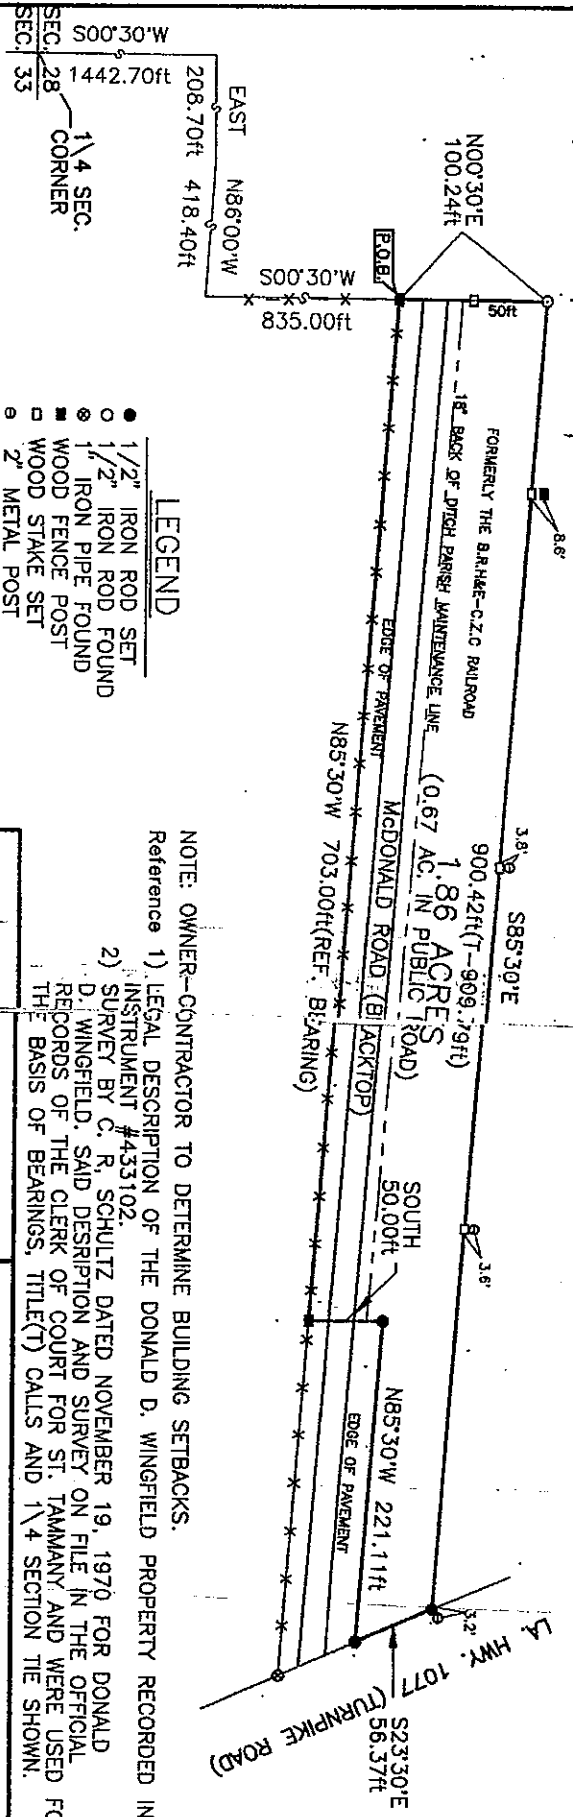 S00°30'W
1442.70ft
SEC. 28
SEC. 33
1\4 SEC.
CORNER
EAST
208.70ft
N86°00'W
418.40ft
S00°30'W
835.00ft
P.O.B.
N00°30'E
100.24ft
50ft
8.6'
FORMERLY THE B.R.H&E-C.Z.C RAILROAD
18" BACK OF DITCH PARISH MAINTENANCE LINE
EDGE OF PAVEMENT
3.8'
S85°30'E
900.42ft(T-909.79ft)
1.86 ACRES
(0.67 AC. IN PUBLIC ROAD)
McDONALD ROAD (BLACKTOP)
N85°30'W 703.00ft(REF. BEARING)
SOUTH
50.00ft
3.6'
N85°30'W 221.11ft
EDGE OF PAVEMENT
3.2'
LA. HWY. 1077 (TURNPIKE ROAD)
S23°30'E
56.37ft
LEGEND
1/2" IRON ROD SET
1/2" IRON ROD FOUND
1" IRON PIPE FOUND
WOOD FENCE POST
WOOD STAKE SET
2" METAL POST
NOTE: OWNER-CONTRACTOR TO DETERMINE BUILDING SETBACKS.
Reference 1) LEGAL DESCRIPTION OF THE DONALD D. WINGFIELD PROPERTY RECORDED IN
INSTRUMENT #433102.
2) SURVEY BY C. R. SCHULTZ DATED NOVEMBER 19, 1970 FOR DONALD
D. WINGFIELD. SAID DESRIPTION AND SURVEY ON FILE IN THE OFFICIAL
RECORDS OF THE CLERK OF COURT FOR ST. TAMMANY AND WERE USED FO
THE BASIS OF BEARINGS, TITLE(T) CALLS AND 1\4 SECTION TIE SHOWN.